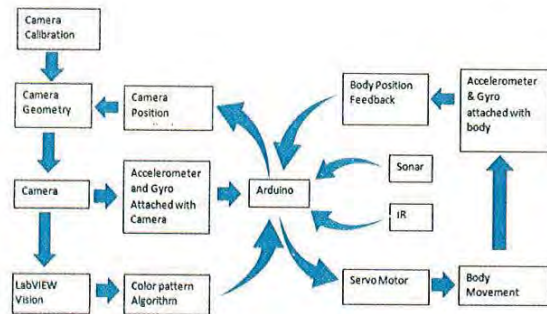 Camera
Calibration
Camera
Geometry
Camera
Position
Body Position
Feedback
Accelerometer
& Gyro
attached with
body
Camera
Accelerometer
and Gyro
Attached with
Camera
Arduino
Sonar
IR
LabVIEW
Vision
Color pattern
Algorithm
Servo Motor
Body
Movement